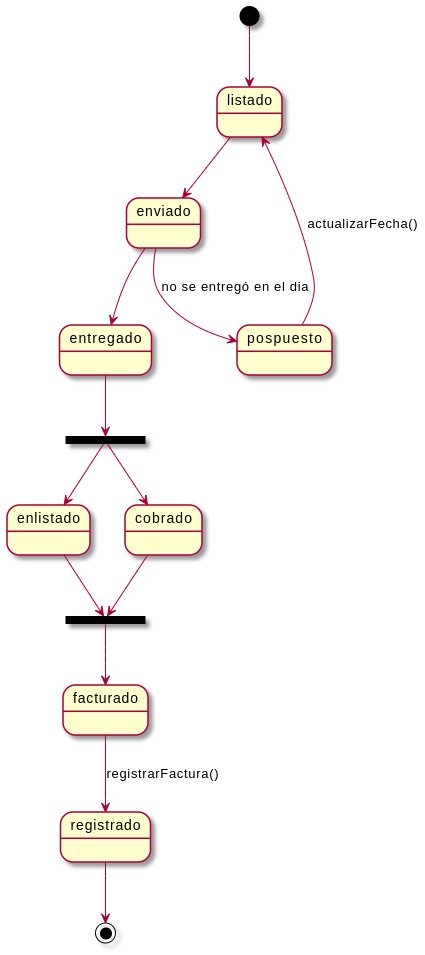 listado
enviado
actualizarFecha()
no se entregó en el dia
entregado
pospuesto
enlistado
cobrado
facturado
registrarFactura()
registrado